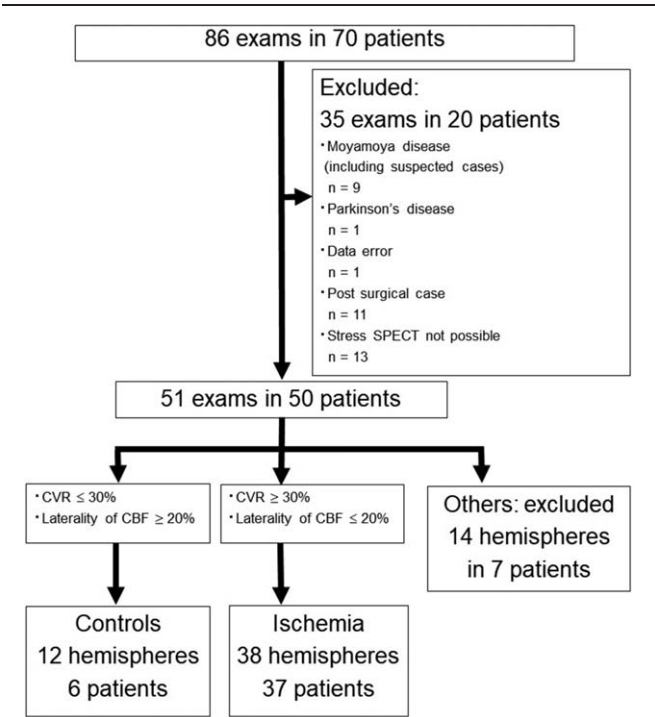 86 exams in 70 patients
Excluded:
35 exams in 20 patients
・Moyamoya disease
(including suspected cases)
n = 9
・Parkinson's disease
n = 1
・Data error
n = 1
・Post surgical case
n = 11
・Stress SPECT not possible
n = 13
51 exams in 50 patients
・CVR ≤ 30%
・Laterality of CBF ≥ 20%
・CVR ≥ 30%
・Laterality of CBF ≤ 20%
Others: excluded
14 hemispheres
in 7 patients
Controls
12 hemispheres
6 patients
Ischemia
38 hemispheres
37 patients